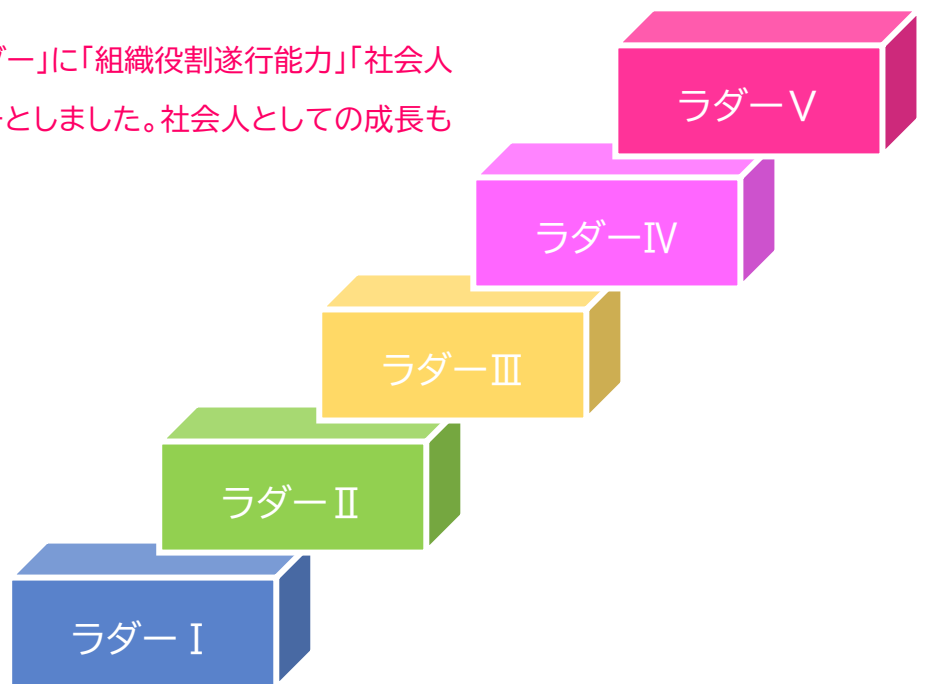 ダー」に「組織役割遂行能力」「社会人
ーとしました。社会人としての成長も
ラダーⅤ
ラダーⅣ
ラダーⅢ
ラダーⅡ
ラダーⅠ